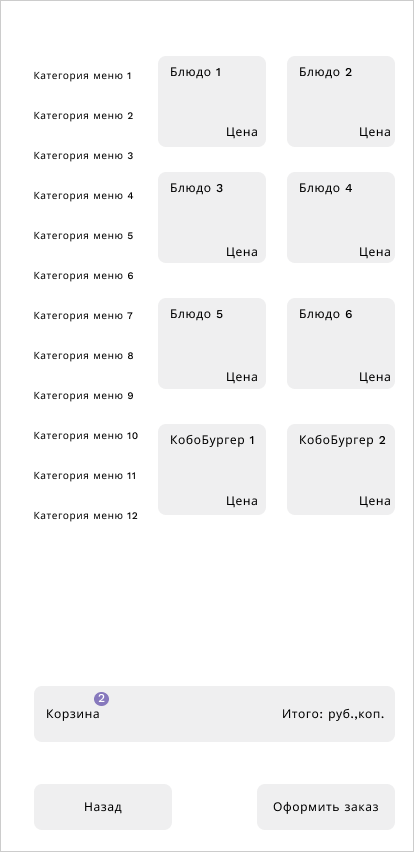 Категория меню 1
Категория меню 2
Категория меню 3
Категория меню 4
Категория меню 5
Категория меню 6
Категория меню 7
Категория меню 8
Категория меню 9
Категория меню 10
Категория меню 11
Категория меню 12
Блюдо 1
Цена
Блюдо 2
Цена
Блюдо 3
Цена
Блюдо 4
Цена
Блюдо 5
Цена
Блюдо 6
Цена
КобоБургер 1
Цена
КобоБургер 2
Цена
2
Корзина
Итого: руб.,коп.
Назад
Оформить заказ